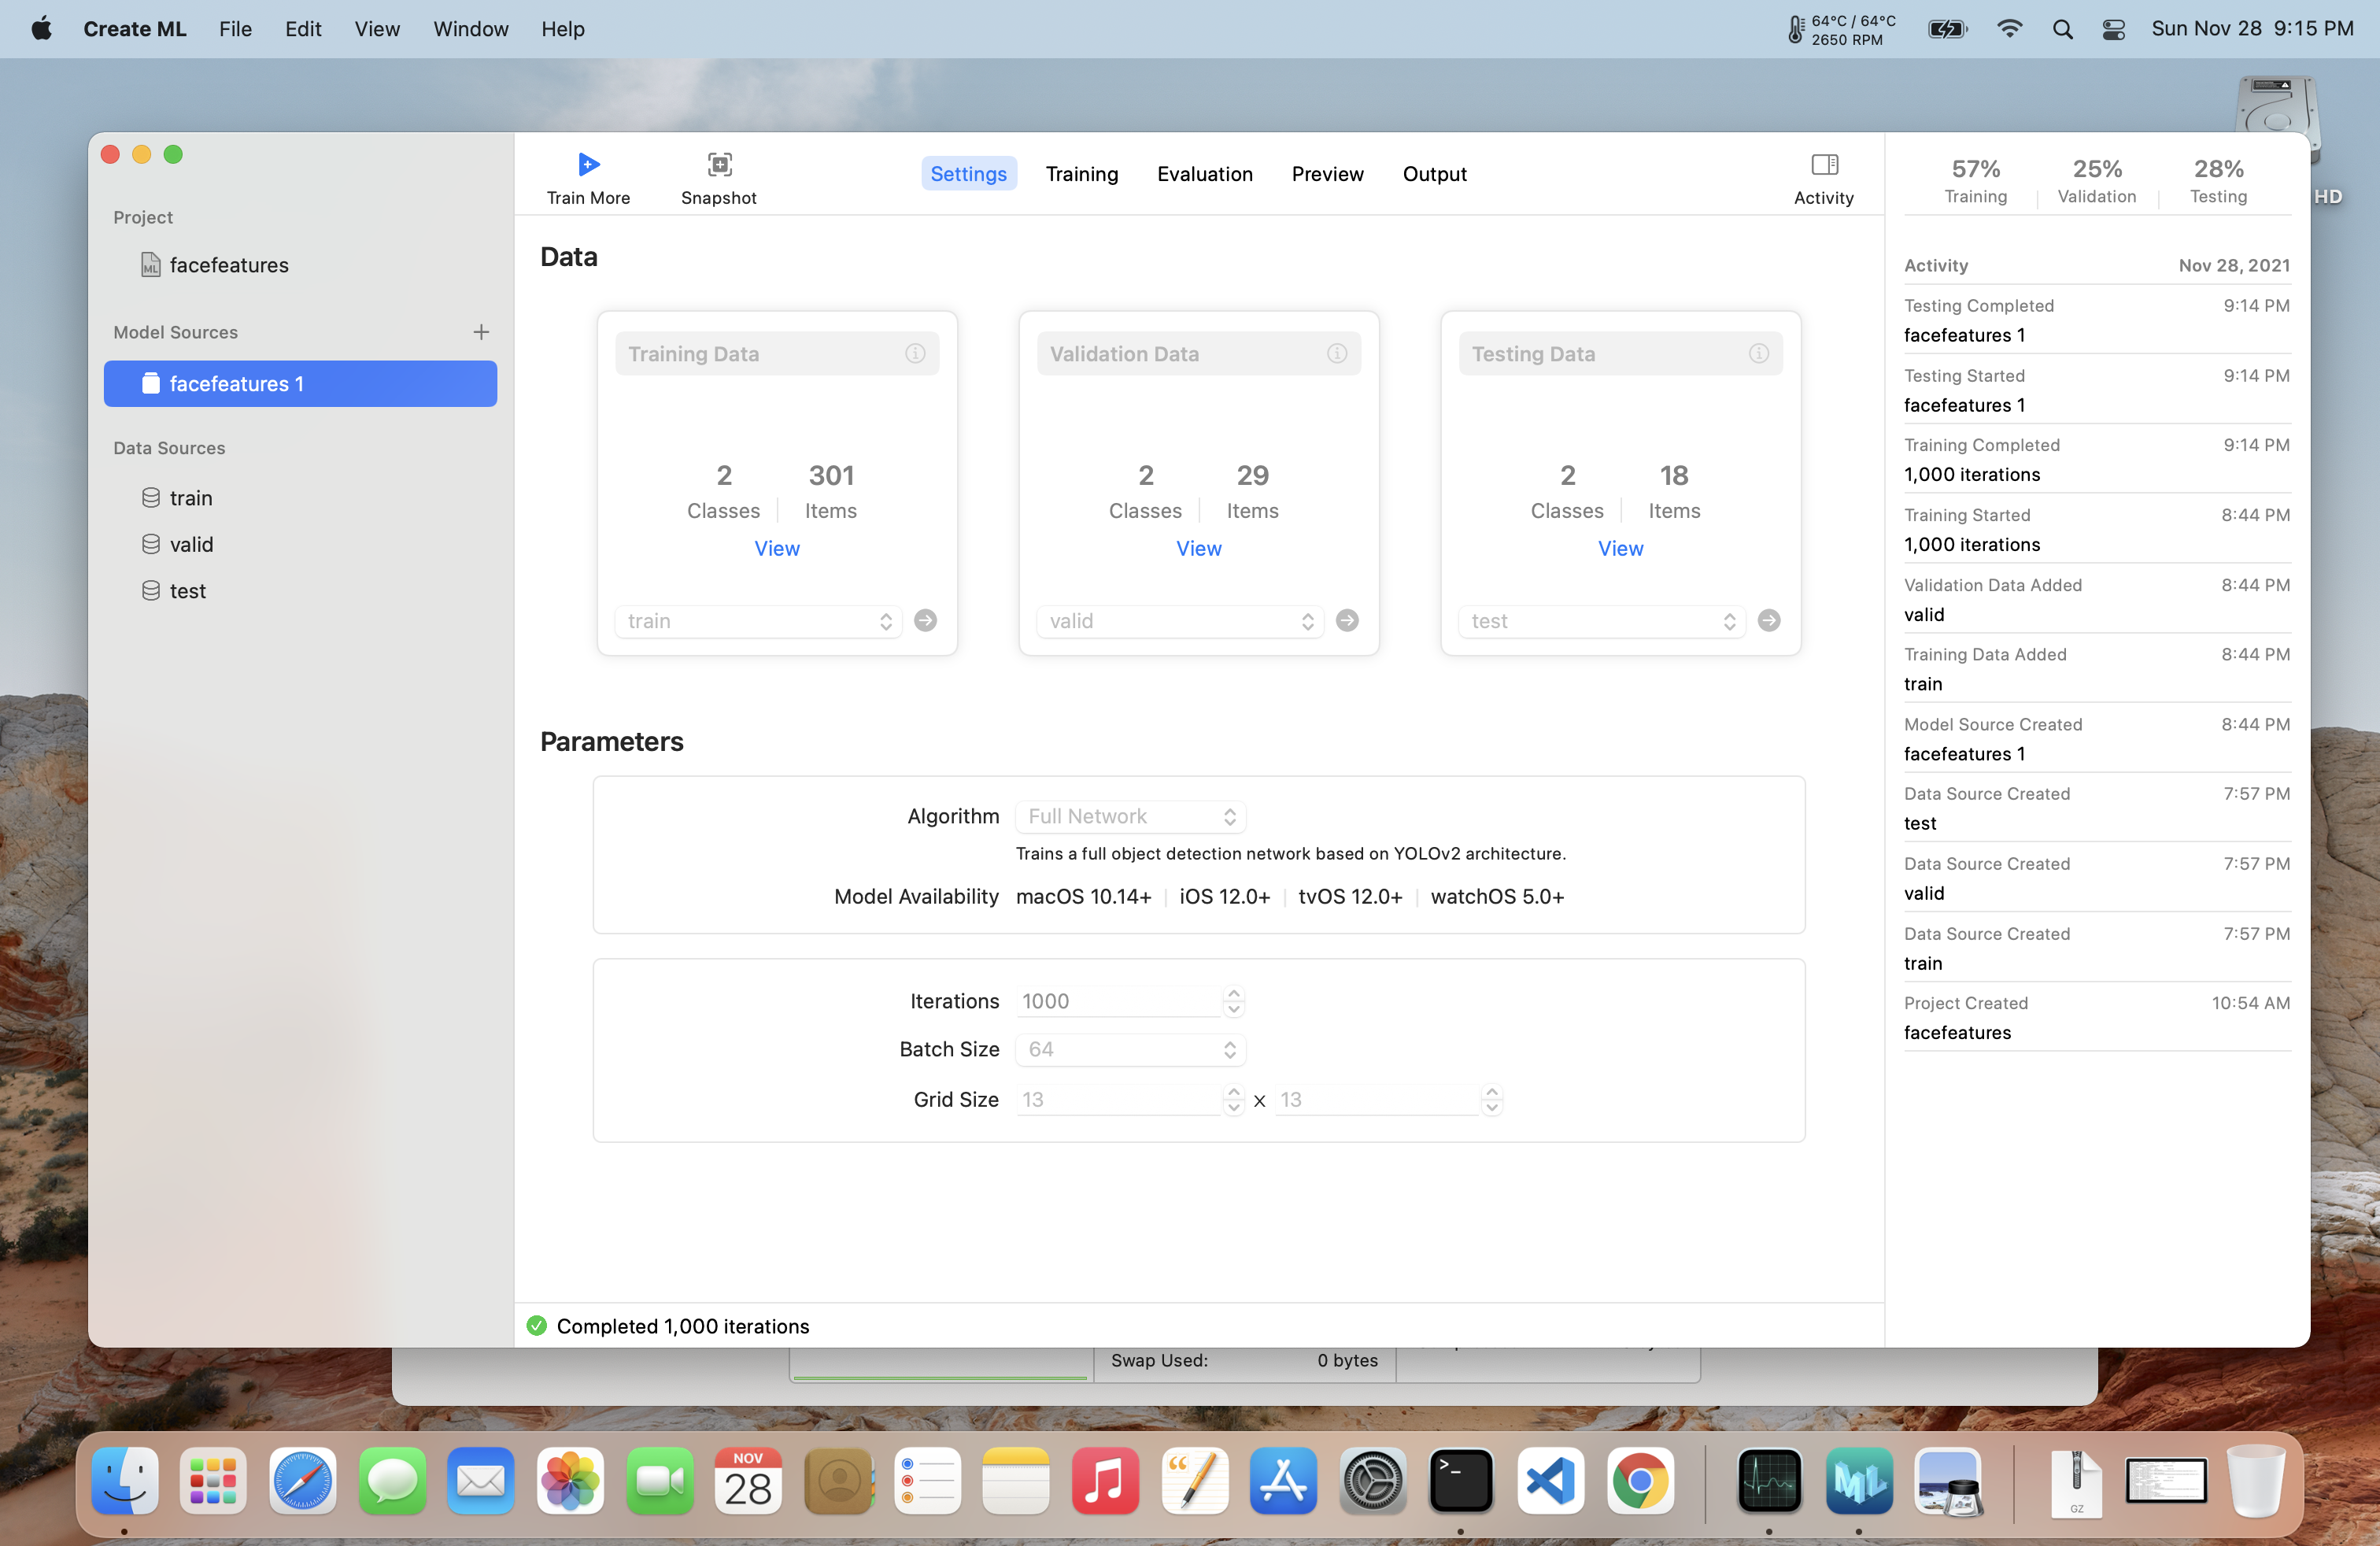 Create ML File Edit View Window Help
64°C / 64°C
2650 RPM
Sun Nov 28 9:15 PM
HD
Project
facefeatures
Model Sources
facefeatures 1
Data Sources
train
valid
test
Train More
Snapshot
Settings Training Evaluation Preview Output
Activity
Data
Training Data
2 301
Classes Items
View
train
Validation Data
2 29
Classes Items
View
valid
Testing Data
2 18
Classes Items
View
test
Parameters
Algorithm Full Network
Trains a full object detection network based on YOLOv2 architecture.
Model Availability macOS 10.14+ iOS 12.0+ tvOS 12.0+ watchOS 5.0+
Iterations 1000
Batch Size 64
Grid Size 13 x 13
Completed 1,000 iterations
57% 25% 28%
Training Validation Testing
Activity Nov 28, 2021
Testing Completed 9:14 PM
facefeatures 1
Testing Started 9:14 PM
facefeatures 1
Training Completed 9:14 PM
1,000 iterations
Training Started 8:44 PM
1,000 iterations
Validation Data Added 8:44 PM
valid
Training Data Added 8:44 PM
train
Model Source Created 8:44 PM
facefeatures 1
Data Source Created 7:57 PM
test
Data Source Created 7:57 PM
valid
Data Source Created 7:57 PM
train
Project Created 10:54 AM
facefeatures
Swap Used: 0 bytes
NOV
28
>_
ML
GZ